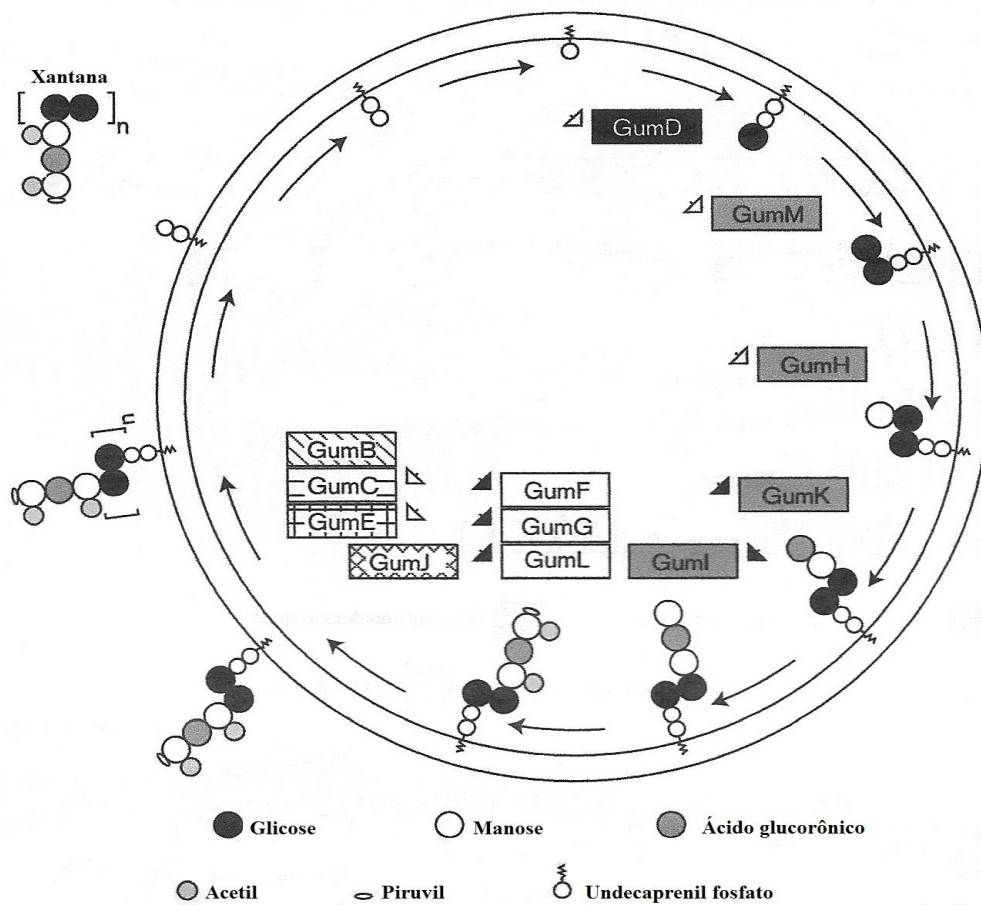 Xantana
n
GumD
GumM
GumH
GumK
GumB
GumC
GumE
GumJ
GumF
GumG
GumL
GumI
n
Glicose
Manose
Ácido glucorônico
Acetil
Piruvil
Undecaprenil fosfato